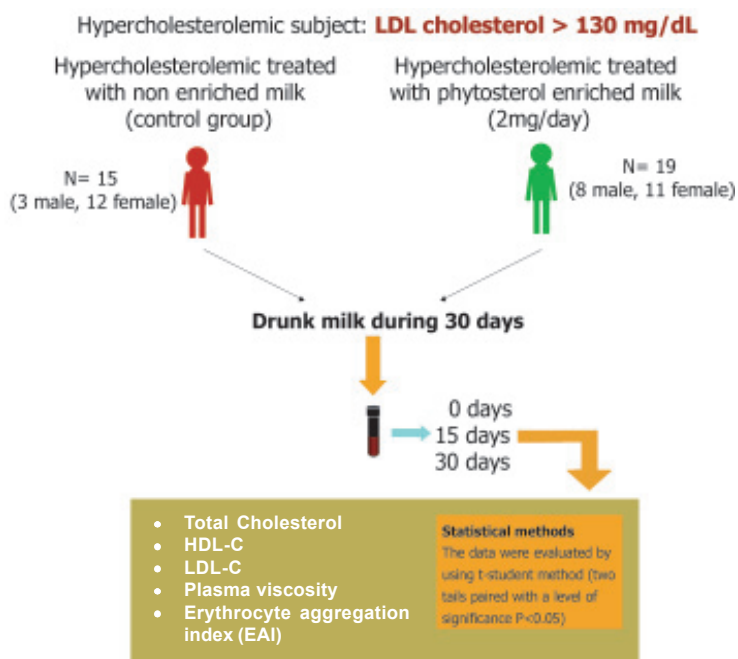 Hypercholesterolemic subject: LDL cholesterol > 130 mg/dL
Hypercholesterolemic treated
with non enriched milk
(control group)
Hypercholesterolemic treated
with phytosterol enriched milk
(2mg/day)
N= 15
(3 male, 12 female)
N= 19
(8 male, 11 female)
Drunk milk during 30 days
0 days
15 days
30 days
• Total Cholesterol
• HDL-C
• LDL-C
• Plasma viscosity
• Erythrocyte aggregation
index (EAI)
Statistical methods
The data were evaluated by
using t-student method (two
tails paired with a level of
significance P<0.05)